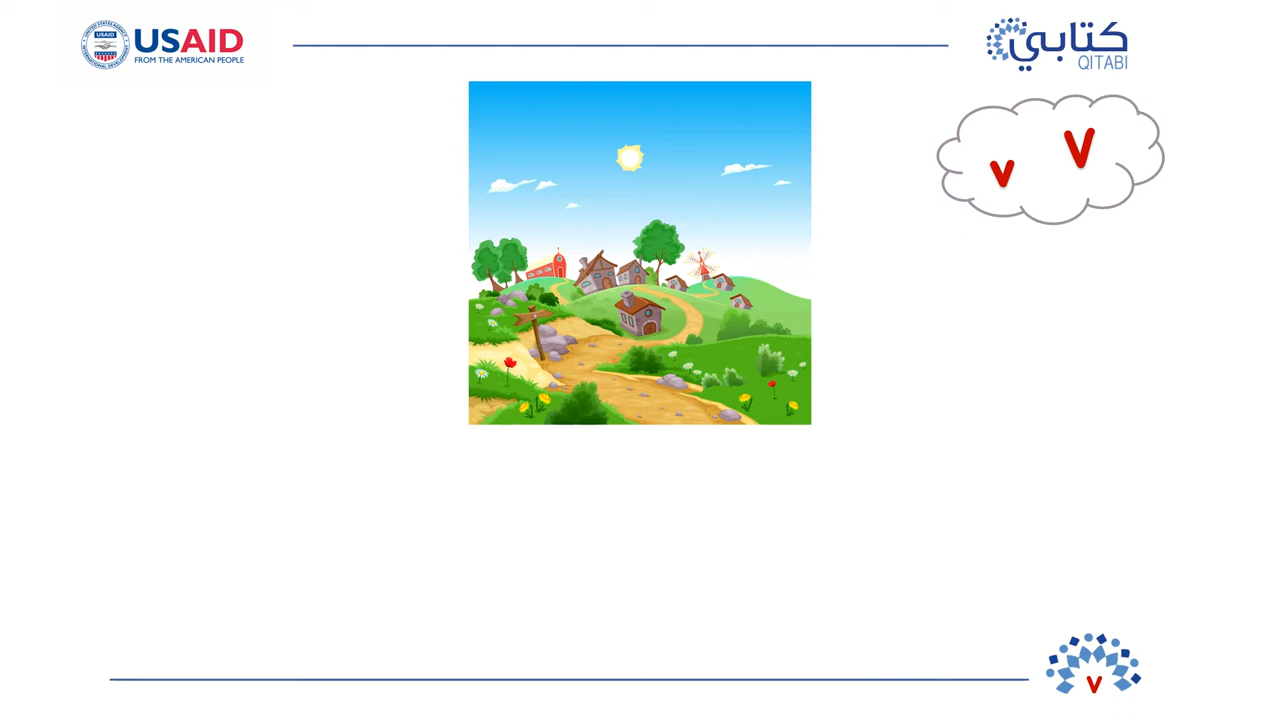 USAID
FROM THE AMERICAN PEOPLE
كتابي
QITABI
v V
v